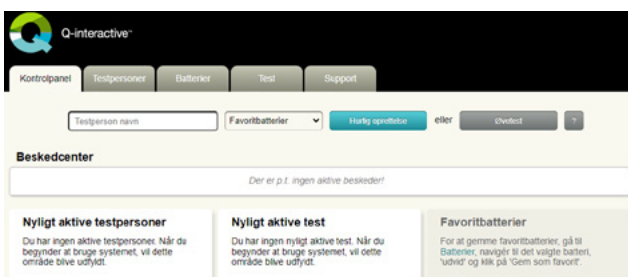 Q-interactive™
Kontrolpanel Testpersoner Batterier Test Support
Testperson navn Favoritbatterier Hurtig oprettelse eller Øvetest ?
Beskedcenter
Der er p.t. ingen aktive beskeder!
Nyligt aktive testpersoner
Du har ingen aktive testpersoner. Når du
begynder at bruge systemet, vil dette
område blive udfyldt.
Nyligt aktive test
Du har ingen nyligt aktive test. Når du
begynder at bruge systemet, vil dette
område blive udfyldt.
Favoritbatterier
For at gemme favoritbatterier, gå til
Batterier, navigér til det valgte batteri,
'udvid' og klik på 'Gem som favorit'.